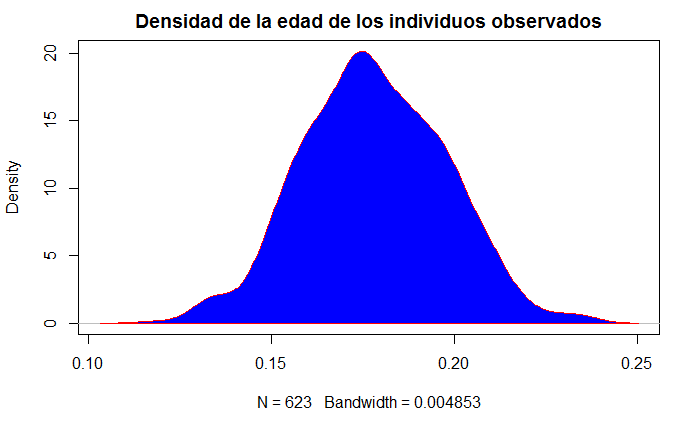 Densidad de la edad de los individuos observados
Density
20
15
10
5
0
0.10 0.15 0.20 0.25
N = 623 Bandwidth = 0.004853